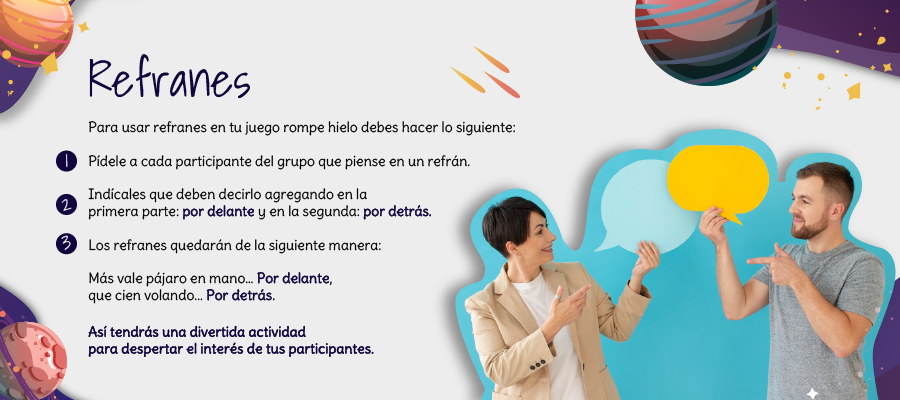 Refranes
Para usar refranes en tu juego rompe hielo debes hacer lo siguiente:
1 Pídele a cada participante del grupo que piense en un refrán.
2 Indícales que deben decirlo agregando en la
primera parte: por delante y en la segunda: por detrás.
3 Los refranes quedarán de la siguiente manera:
Más vale pájaro en mano... Por delante,
que cien volando... Por detrás.
Así tendrás una divertida actividad
para despertar el interés de tus participantes.